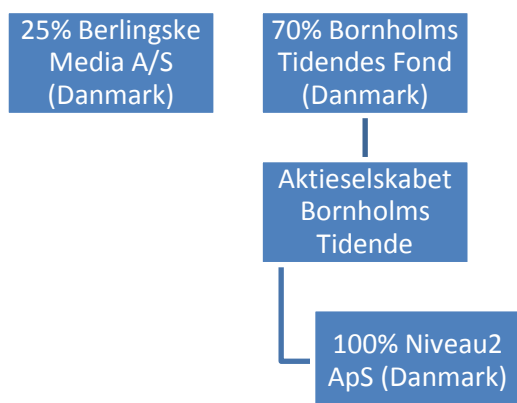 25% Berlingske
Media A/S
(Danmark)
70% Bornholms
Tidendes Fond
(Danmark)
Aktieselskabet
Bornholms
Tidende
100% Niveau2
ApS (Danmark)